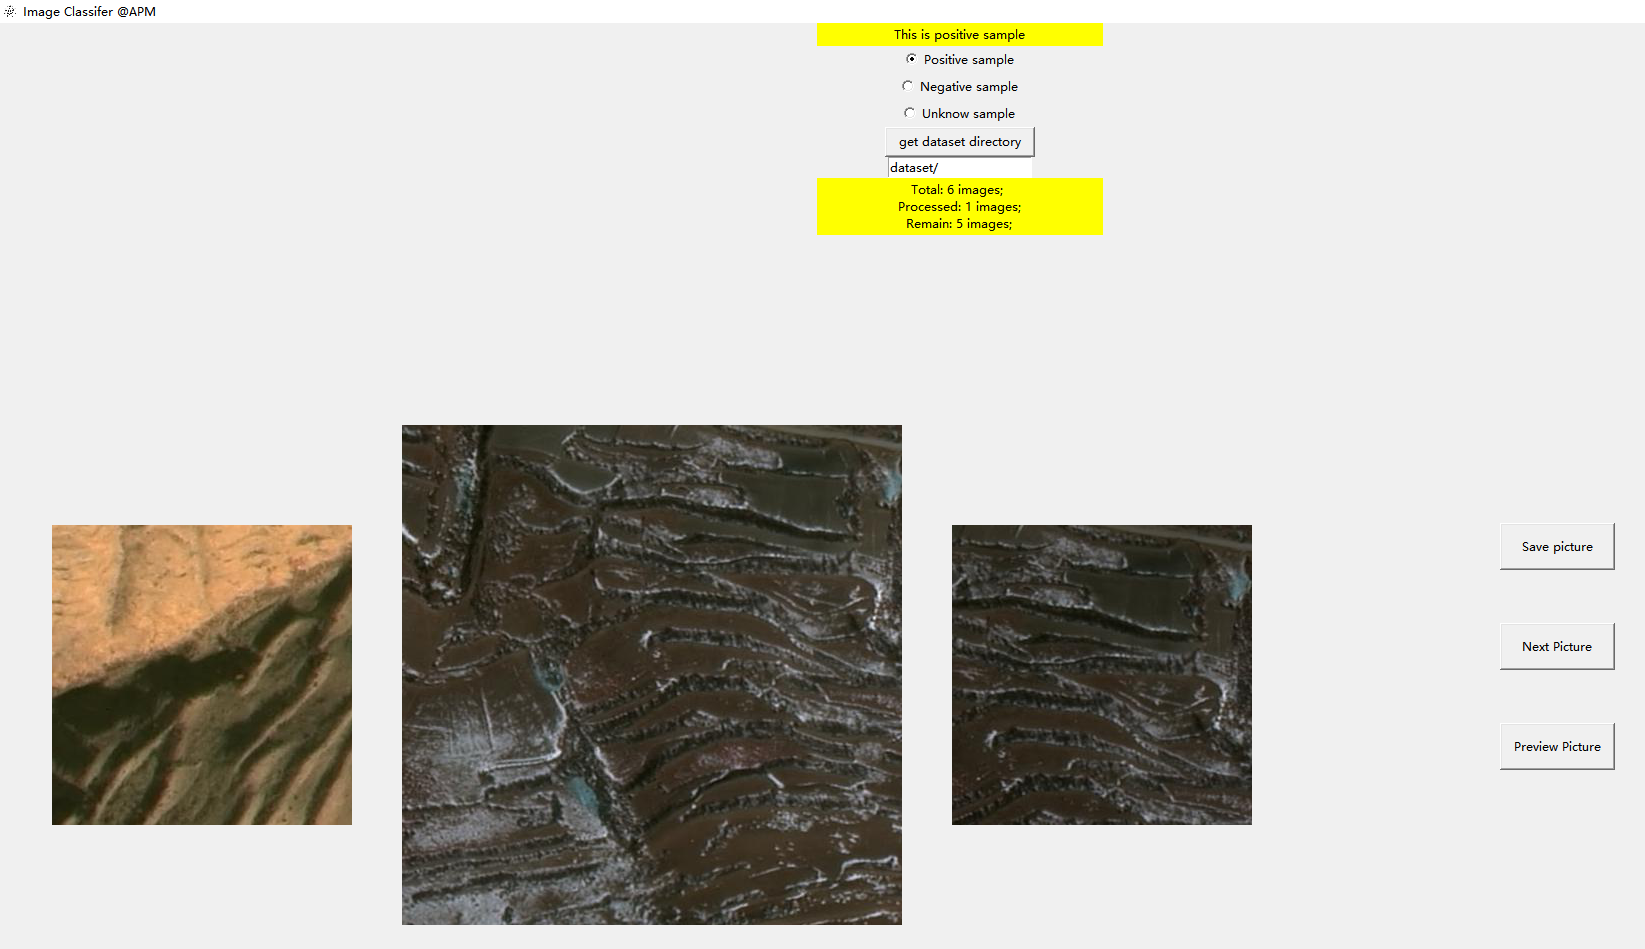 Image Classifer @APM
This is positive sample
Positive sample
Negative sample
Unknow sample
get dataset directory
dataset/
Total: 6 images;
Processed: 1 images;
Remain: 5 images;
Save picture
Next Picture
Preview Picture